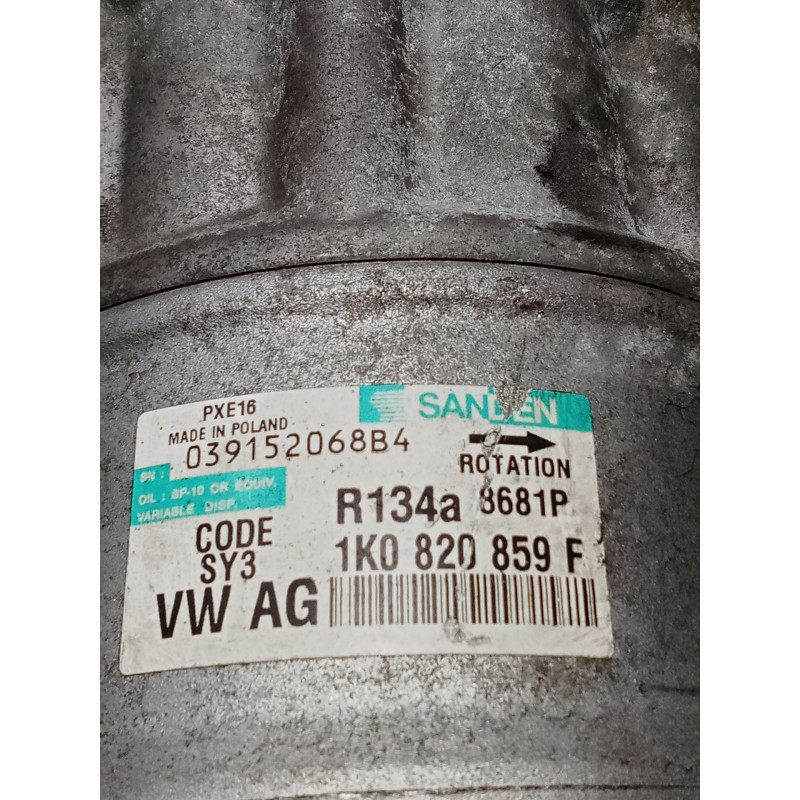 PXE16
MADE IN POLAND
SANDEN
SN : 039152068B4
ROTATION
OIL : SP-10 OR EQUIV.
VARIABLE DISP.
R134a 8681P
CODE
SY3
1K0 820 859 F
VW AG